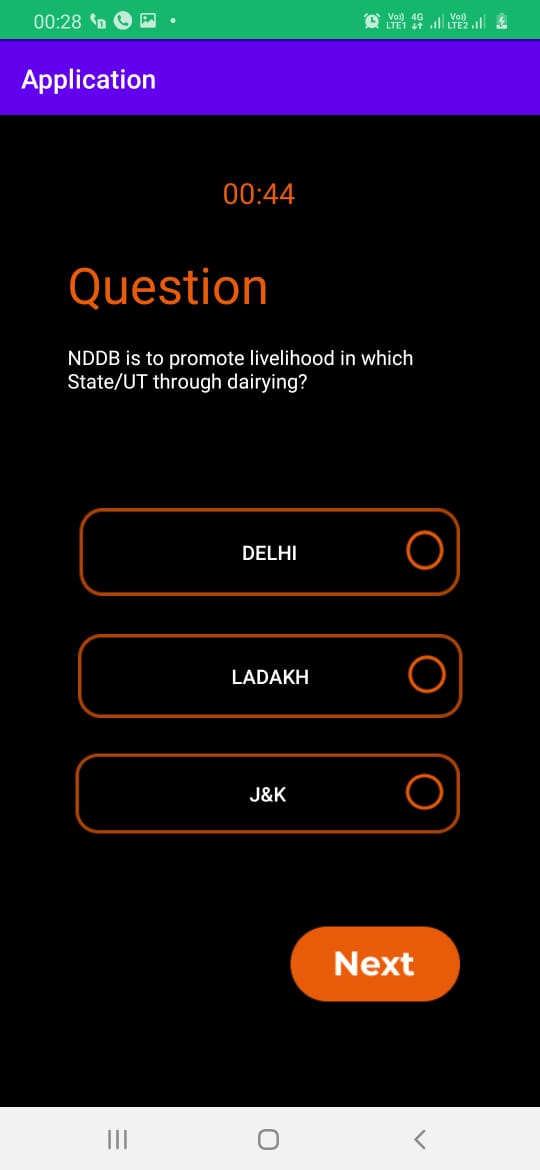 00:28
Vo)) 4G Vo))
LTE1 LTE2
Application
00:44
Question
NDDB is to promote livelihood in which
State/UT through dairying?
DELHI
LADAKH
J&K
Next